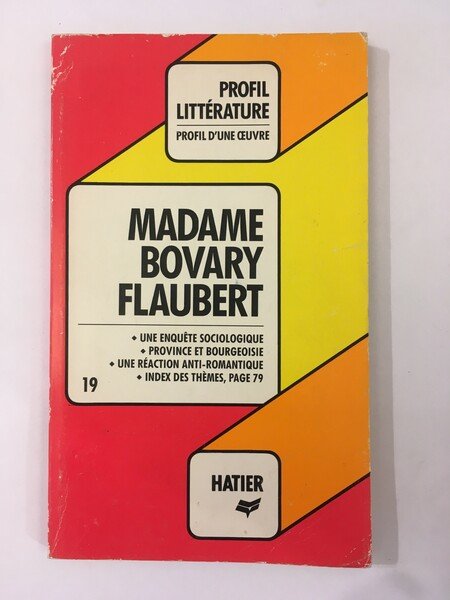 PROFIL
LITTÉRATURE
PROFIL D'UNE ŒUVRE
MADAME
BOVARY
FLAUBERT
◆ UNE ENQUÊTE SOCIOLOGIQUE
◆ PROVINCE ET BOURGEOISIE
◆ UNE RÉACTION ANTI-ROMANTIQUE
◆ INDEX DES THÈMES, PAGE 79
19
HATIER